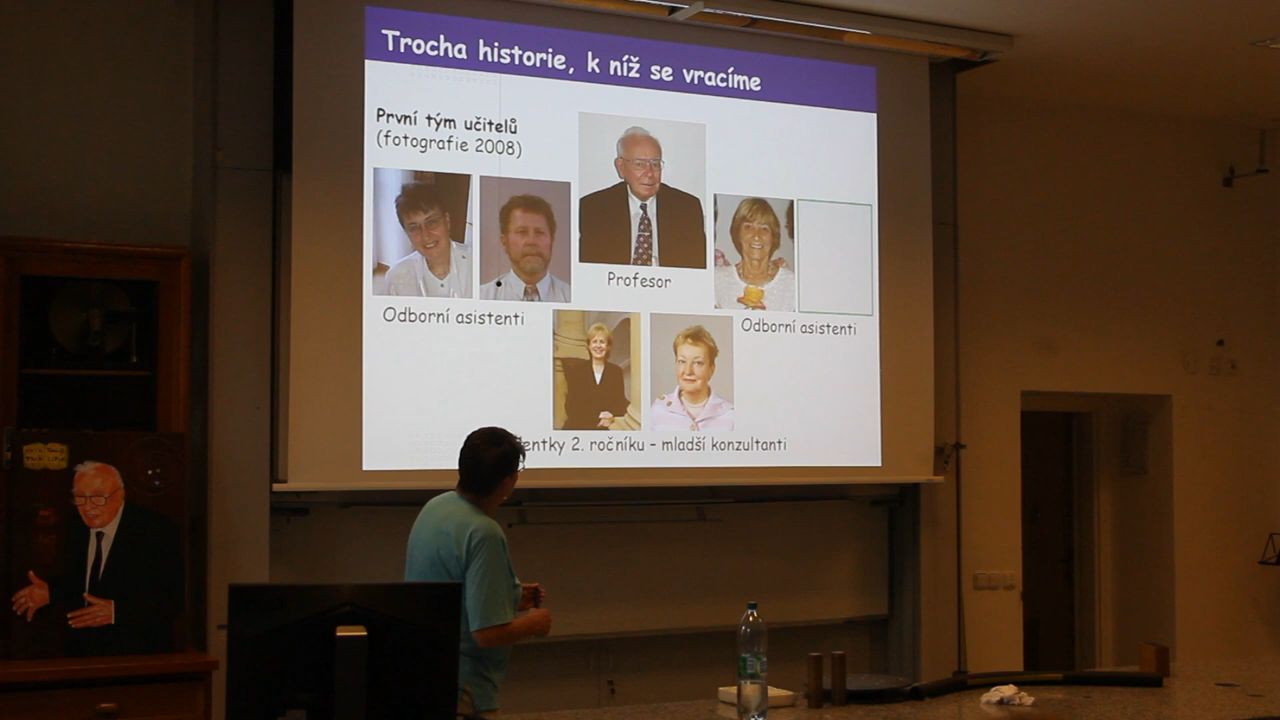 Trocha historie, k níž se vracíme
První tým učitelů
(fotografie 2008)
Profesor
Odborní asistenti
Odborní asistenti
entky 2. ročníku – mladší konzultanti